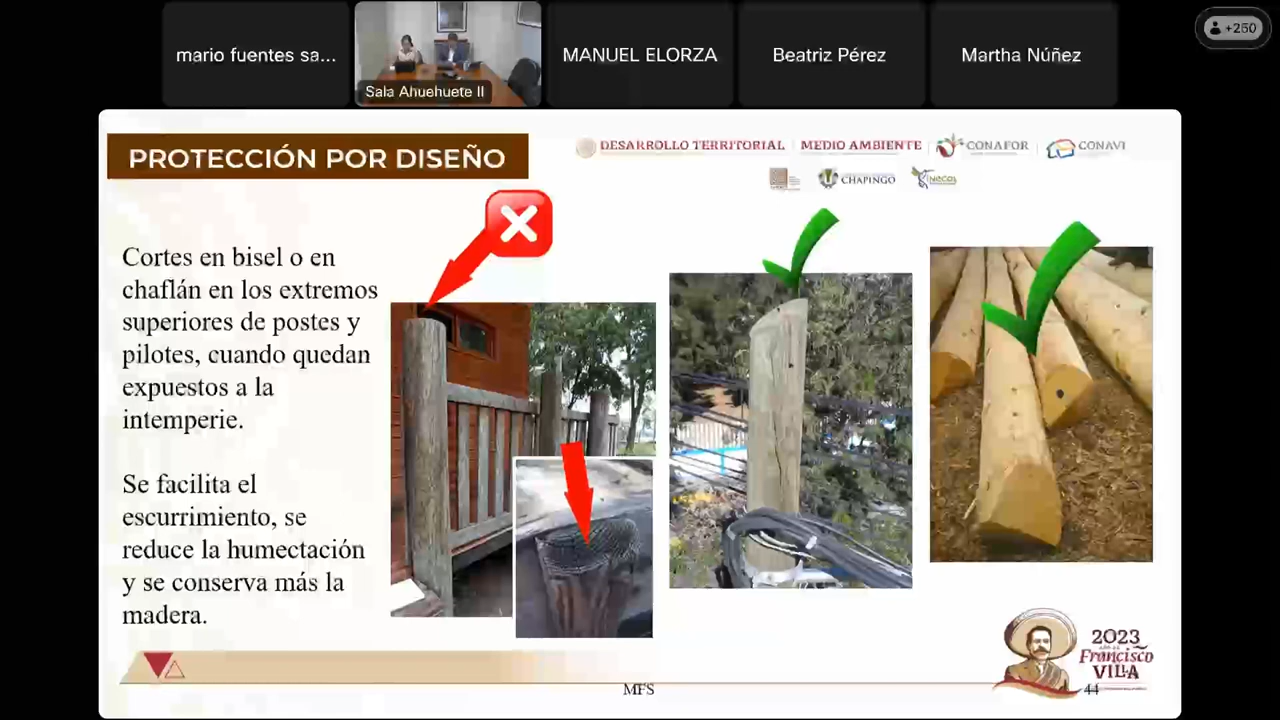 mario fuentes sa...
Sala Ahuehuete II
MANUEL ELORZA
Beatriz Pérez
Martha Núñez
+250
PROTECCIÓN POR DISEÑO
DESARROLLO TERRITORIAL
MEDIO AMBIENTE
CONAFOR
CONAVI
CHAPINGO
INECOL
Cortes en bisel o en
chaflán en los extremos
superiores de postes y
pilotes, cuando quedan
expuestos a la
intemperie.
Se facilita el
escurrimiento, se
reduce la humectación
y se conserva más la
madera.
2023
Francisco
VILLA
MFS
44